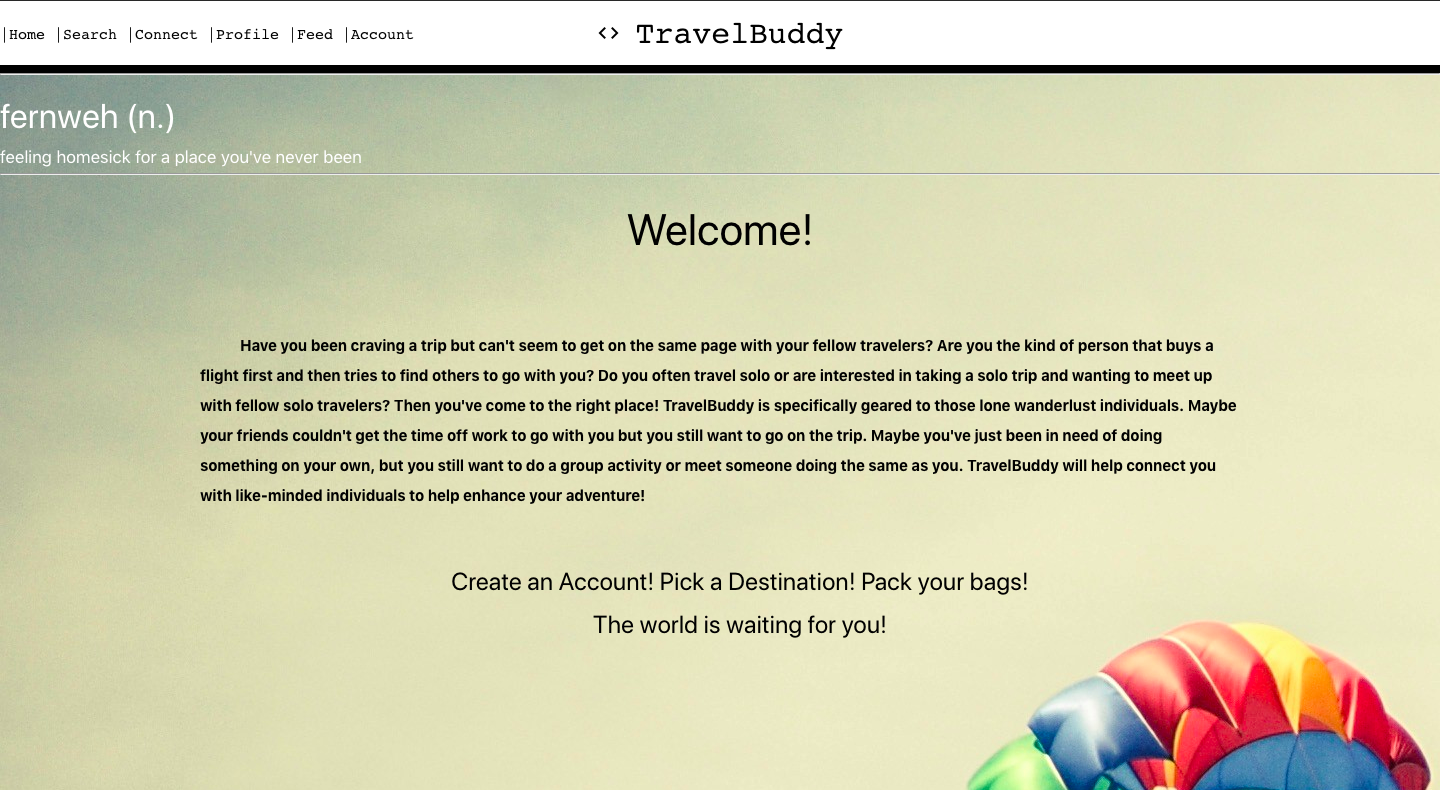 |Home |Search |Connect |Profile |Feed |Account
<> TravelBuddy
fernweh (n.)
feeling homesick for a place you've never been
Welcome!
Have you been craving a trip but can't seem to get on the same page with your fellow travelers? Are you the kind of person that buys a
flight first and then tries to find others to go with you? Do you often travel solo or are interested in taking a solo trip and wanting to meet up
with fellow solo travelers? Then you've come to the right place! TravelBuddy is specifically geared to those lone wanderlust individuals. Maybe
your friends couldn't get the time off work to go with you but you still want to go on the trip. Maybe you've just been in need of doing
something on your own, but you still want to do a group activity or meet someone doing the same as you. TravelBuddy will help connect you
with like-minded individuals to help enhance your adventure!
Create an Account! Pick a Destination! Pack your bags!
The world is waiting for you!